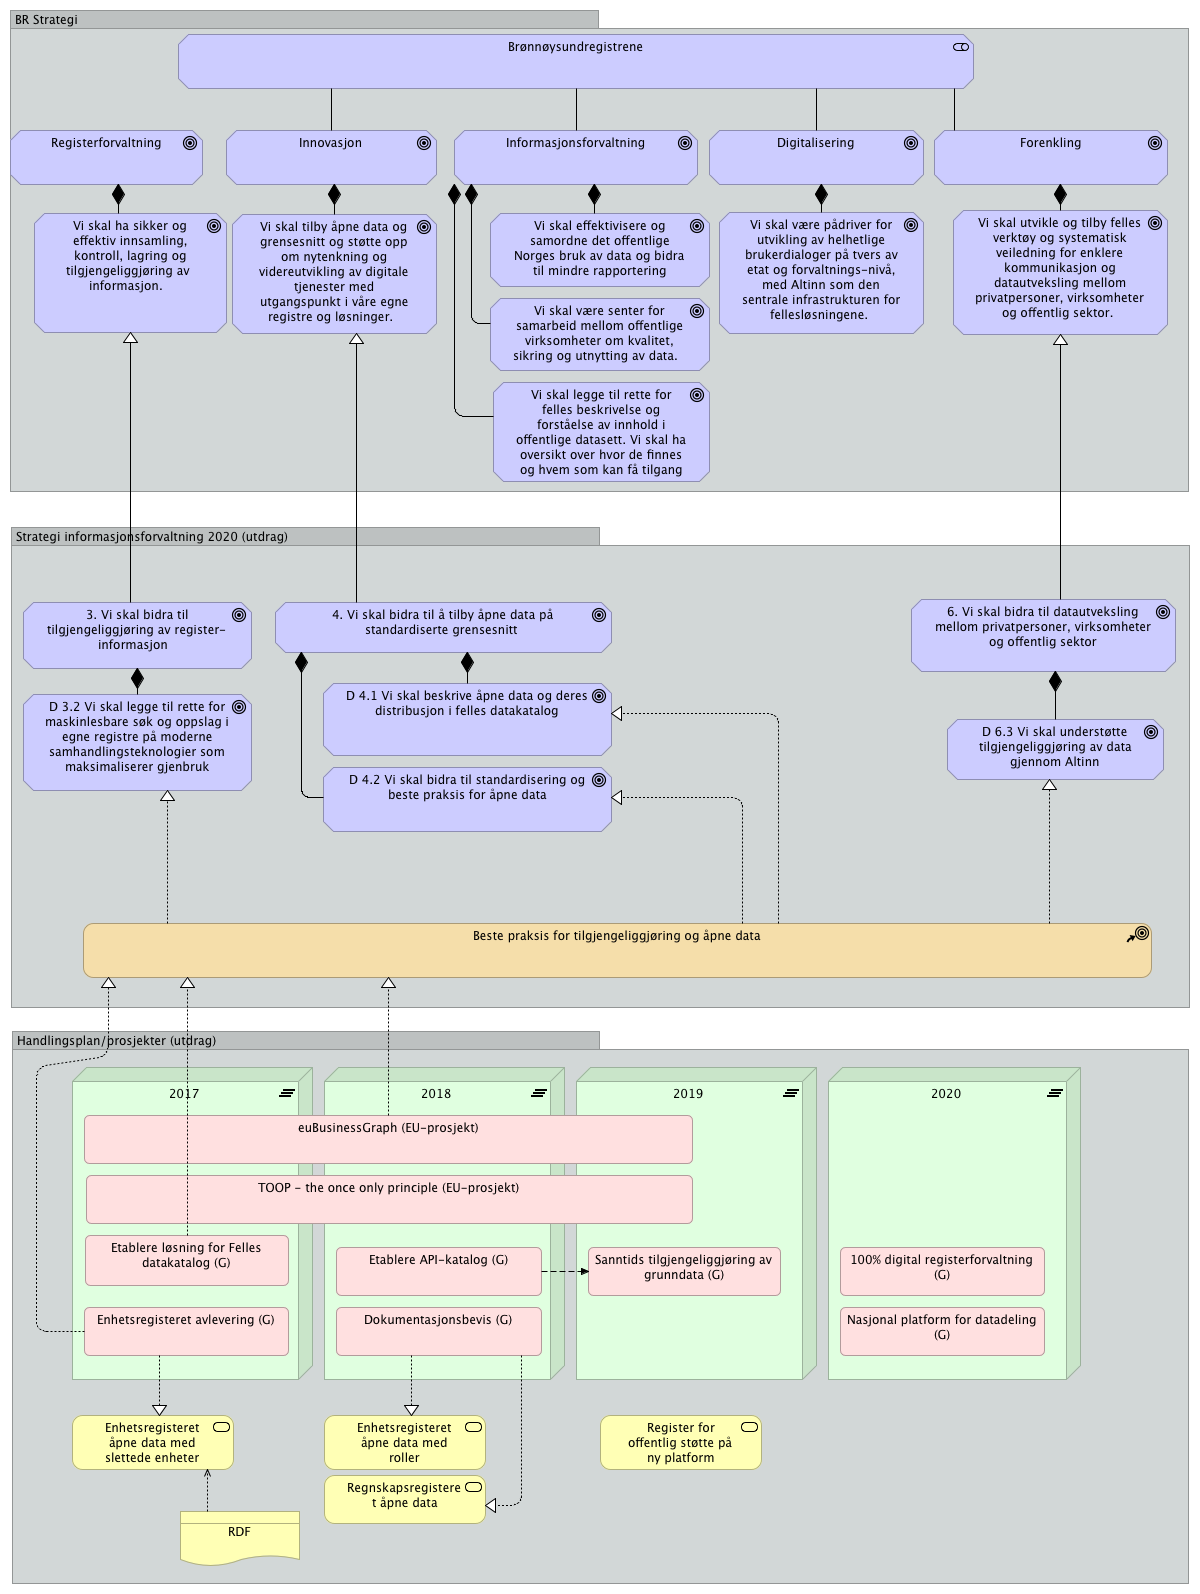 BR Strategi
Brønnøysundregistrene
Registerforvaltning
Innovasjon
Informasjonsforvaltning
Digitalisering
Forenkling
Vi skal ha sikker og
effektiv innsamling,
kontroll, lagring og
tilgjengeliggjøring av
informasjon.
Vi skal tilby åpne data og
grensesnitt og støtte opp
om nytenkning og
videreutvikling av digitale
tjenester med
utgangspunkt i våre egne
registre og løsninger.
Vi skal effektivisere og
samordne det offentlige
Norges bruk av data og bidra
til mindre rapportering
Vi skal være senter for
samarbeid mellom offentlige
virksomheter om kvalitet,
sikring og utnytting av data.
Vi skal legge til rette for
felles beskrivelse og
forståelse av innhold i
offentlige datasett. Vi skal ha
oversikt over hvor de finnes
og hvem som kan få tilgang
Vi skal være pådriver for
utvikling av helhetlige
brukerdialoger på tvers av
etat og forvaltnings-nivå,
med Altinn som den
sentrale infrastrukturen for
fellesløsningene.
Vi skal utvikle og tilby felles
verktøy og systematisk
veiledning for enklere
kommunikasjon og
datautveksling mellom
privatpersoner, virksomheter
og offentlig sektor.
Strategi informasjonsforvaltning 2020 (utdrag)
3. Vi skal bidra til
tilgjengeliggjøring av register-
informasjon
4. Vi skal bidra til å tilby åpne data på
standardiserte grensesnitt
6. Vi skal bidra til datautveksling
mellom privatpersoner, virksomheter
og offentlig sektor
D 3.2 Vi skal legge til rette for
maskinlesbare søk og oppslag i
egne registre på moderne
samhandlingsteknologier som
maksimaliserer gjenbruk
D 4.1 Vi skal beskrive åpne data og deres
distribusjon i felles datakatalog
D 4.2 Vi skal bidra til standardisering og
beste praksis for åpne data
D 6.3 Vi skal understøtte
tilgjengeliggjøring av data
gjennom Altinn
Beste praksis for tilgjengeliggjøring og åpne data
Handlingsplan/prosjekter (utdrag)
2017
2018
2019
2020
euBusinessGraph (EU-prosjekt)
TOOP - the once only principle (EU-prosjekt)
Etablere løsning for Felles
datakatalog (G)
Etablere API-katalog (G)
Sanntids tilgjengeliggjøring av
grunndata (G)
100% digital registerforvaltning
(G)
Enhetsregisteret avlevering (G)
Dokumentasjonsbevis (G)
Nasjonal platform for datadeling
(G)
Enhetsregisteret
åpne data med
slettede enheter
Enhetsregisteret
åpne data med
roller
Register for
offentlig støtte på
ny platform
Regnskapsregistere
t åpne data
RDF